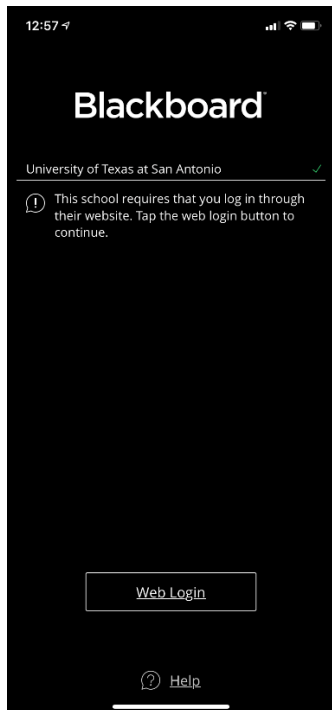 12:57
Blackboard
University of Texas at San Antonio
This school requires that you log in through
their website. Tap the web login button to
continue.
Web Login
Help